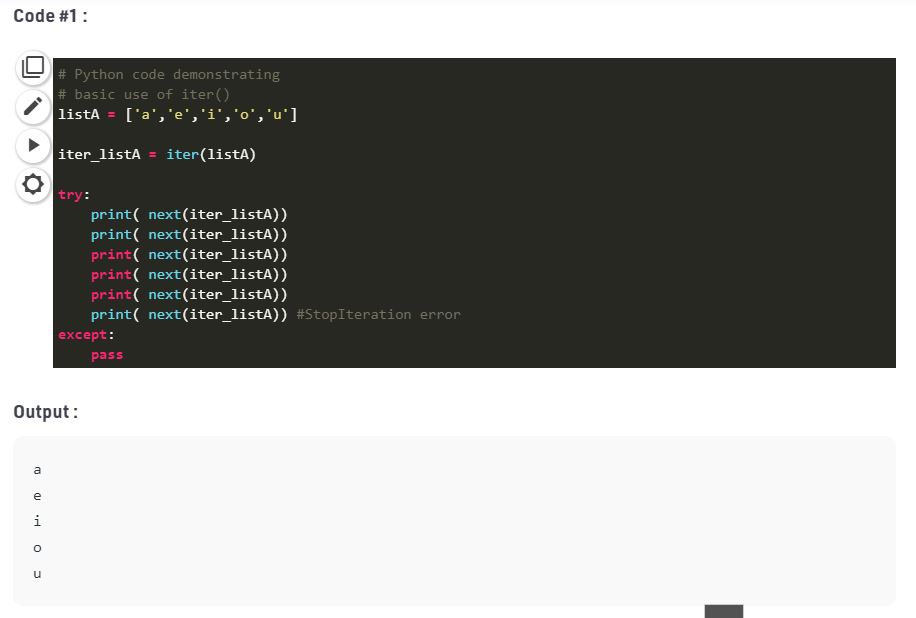 Code #1 :
# Python code demonstrating
# basic use of iter()
listA = ['a','e','i','o','u']
iter_listA = iter(listA)
try:
    print( next(iter_listA))
    print( next(iter_listA))
    print( next(iter_listA))
    print( next(iter_listA))
    print( next(iter_listA))
    print( next(iter_listA)) #StopIteration error
except:
    pass
Output :
a
e
i
o
u